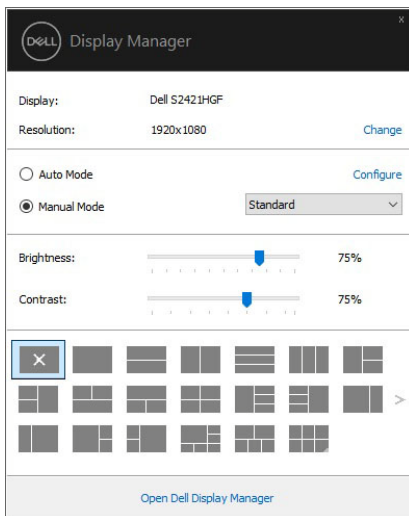 x
DELL Display Manager
Display: Dell S2421HGF
Resolution: 1920x1080 Change
Auto Mode Configure
Manual Mode Standard
Brightness: 75%
Contrast: 75%
Open Dell Display Manager